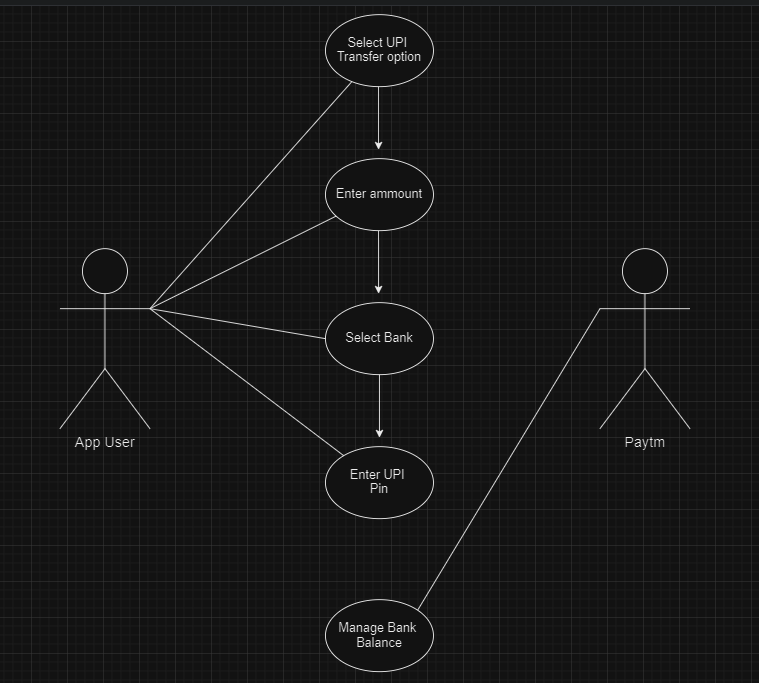 Select UPI
Transfer option
Enter ammount
Select Bank
App User
Paytm
Enter UPI
Pin
Manage Bank
Balance